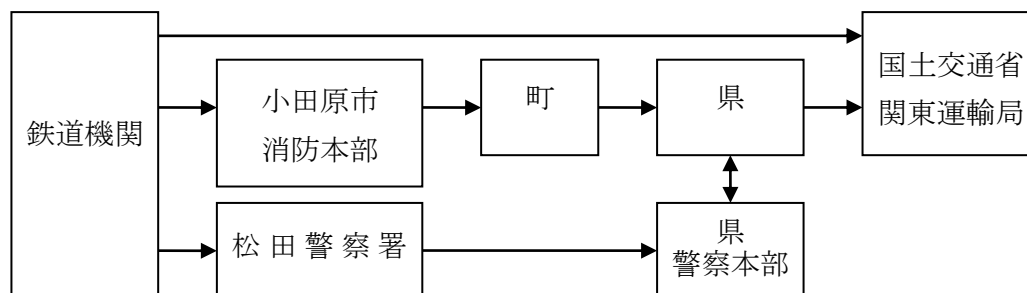 鉄道機関
小田原市
消防本部
町
県
国土交通省
関東運輸局
松田警察署
県
警察本部